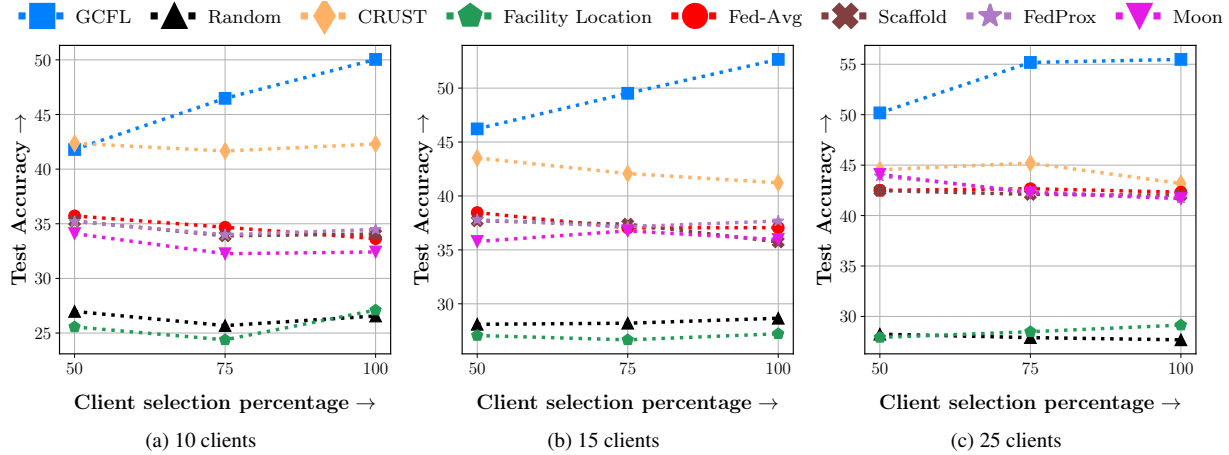 GCFL Random CRUST Facility Location Fed-Avg Scaffold FedProx Moon
Test Accuracy →
50
45
40
35
30
25
50 75 100
Client selection percentage →
(a) 10 clients
Test Accuracy →
50
45
40
35
30
50 75 100
Client selection percentage →
(b) 15 clients
Test Accuracy →
55
50
45
40
35
30
50 75 100
Client selection percentage →
(c) 25 clients